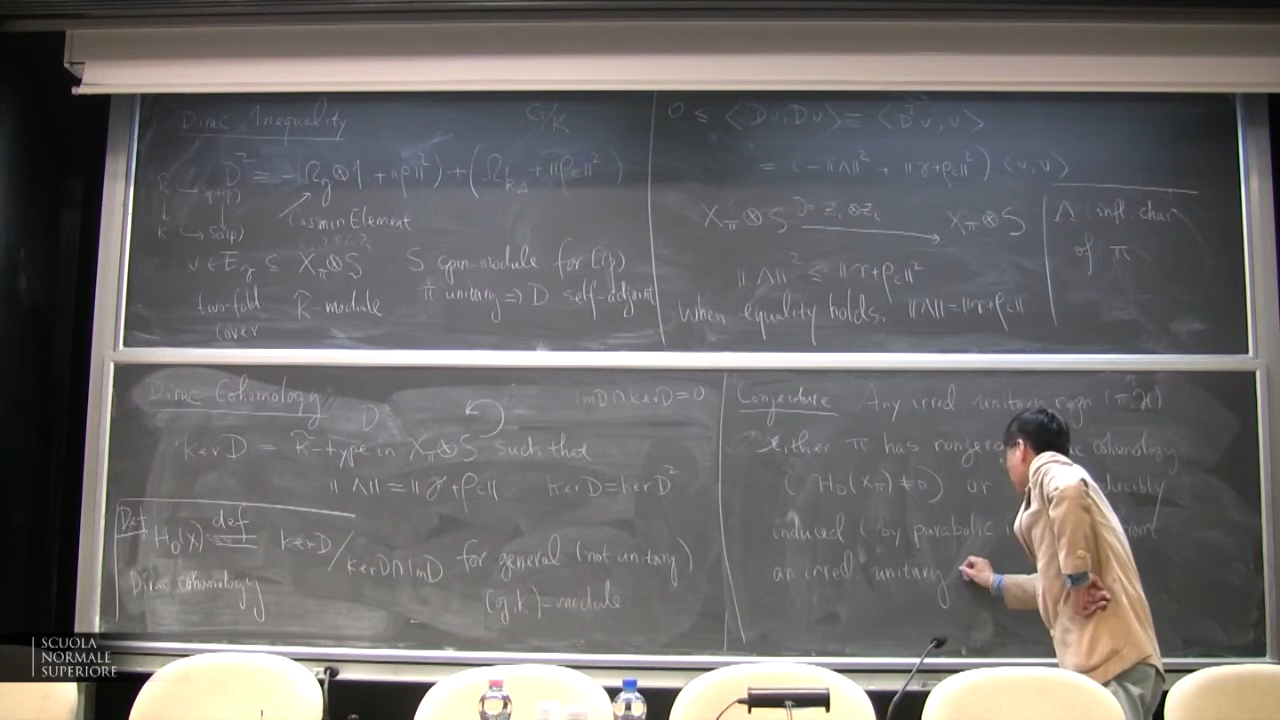 Dirac Inequality G/K
D² = -(Ω_g⊗1 + ||ρ||²) + (Ω_{k_Δ} + ||ρ_c||²)
Casimir Element
v ∈ E_γ ⊆ X_π⊗S S spin-module for C(p)
two-fold K̃-module π unitary ⇒ D self-adjoint
cover
0 ≤ ⟨Dv, Dv⟩ = ⟨D²v, v⟩
= (-||Λ||² + ||γ+ρ_c||²) ⟨v, v⟩
X_π⊗S D = Z_i⊗Z_i X_π⊗S
Λ infl. char
of π
||Λ||² ≤ ||γ+ρ_c||²
When equality holds. ||Λ||=||γ+ρ_c||
Dirac Cohomology ImD∩kerD=0
D
kerD = K̃-type in X_π⊗S such that
||Λ|| = ||γ+ρ_c|| kerD=kerD²
Def H_D(X) def kerD/kerD∩ImD for general (not unitary)
Dirac cohomology (g,K)-module
Conjecture Any irred unitary repn
either π has cohomology
(H_D(X_π)≠0) or
induced (by parabolic
an irred. unitary
SCUOLA
NORMALE
SUPERIORE